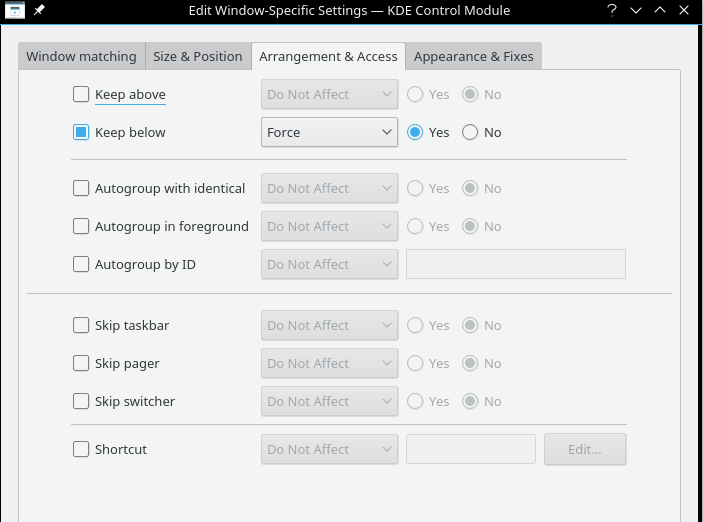 Edit Window-Specific Settings — KDE Control Module
Window matching Size & Position Arrangement & Access Appearance & Fixes
Keep above Do Not Affect Yes No
Keep below Force Yes No
Autogroup with identical Do Not Affect Yes No
Autogroup in foreground Do Not Affect Yes No
Autogroup by ID Do Not Affect
Skip taskbar Do Not Affect Yes No
Skip pager Do Not Affect Yes No
Skip switcher Do Not Affect Yes No
Shortcut Do Not Affect Edit...